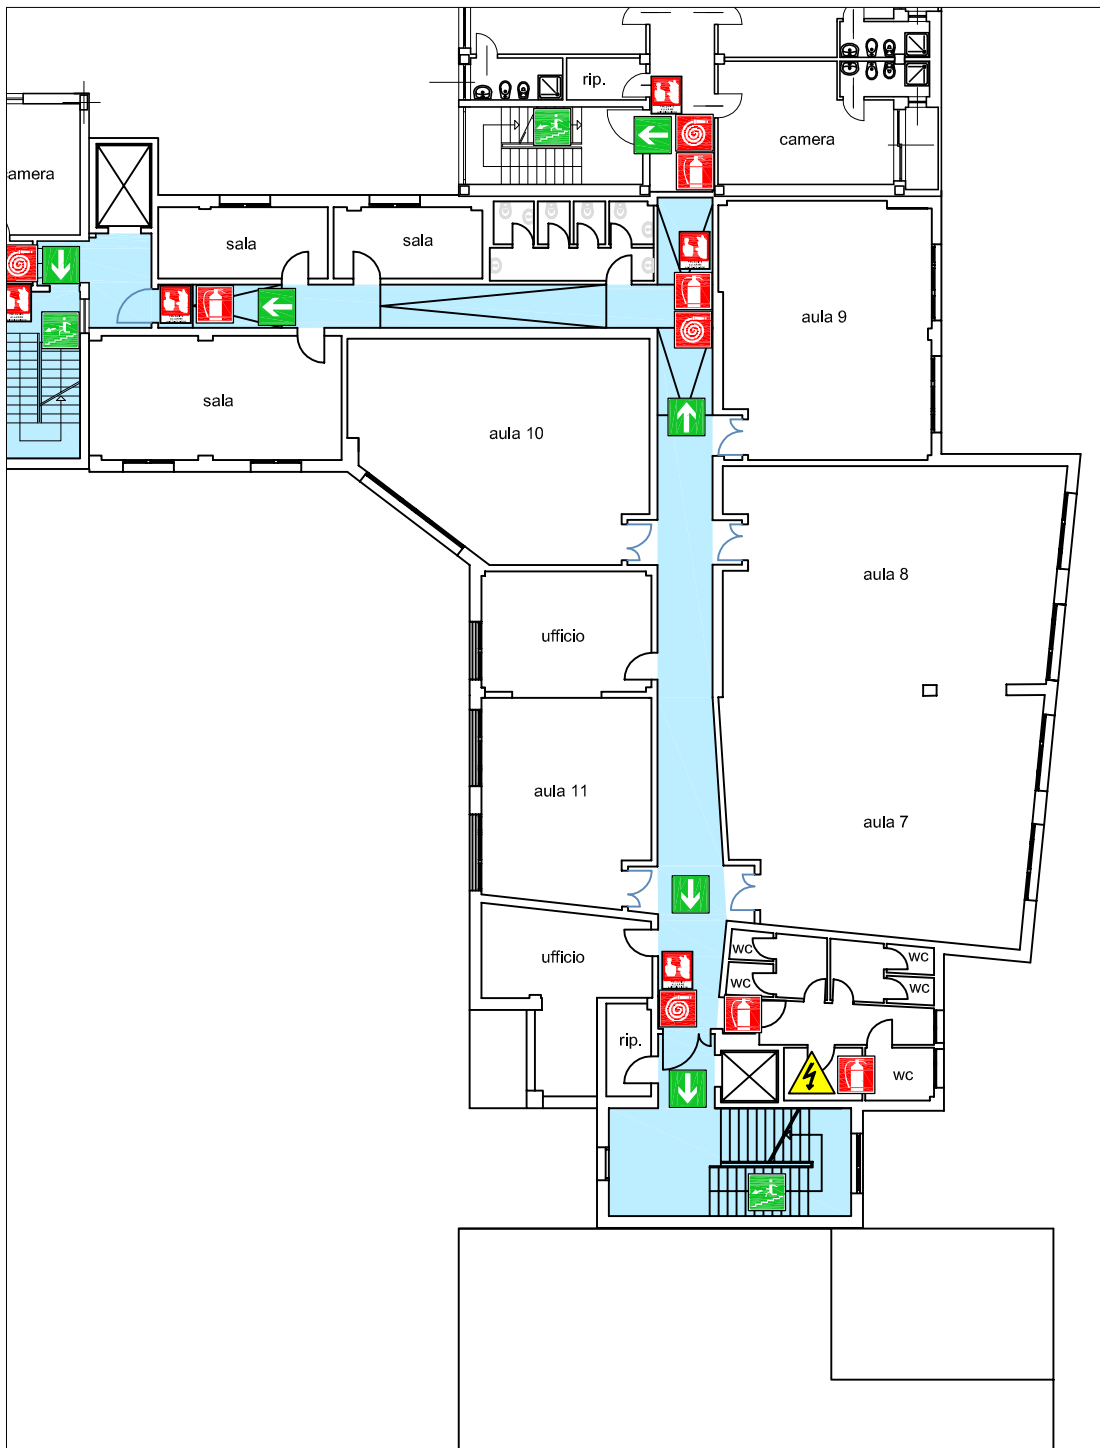 rip.
camera
amera
sala
sala
aula 9
sala
aula 10
aula 8
ufficio
aula 11
aula 7
ufficio
wc
wc
wc
wc
rip.
wc